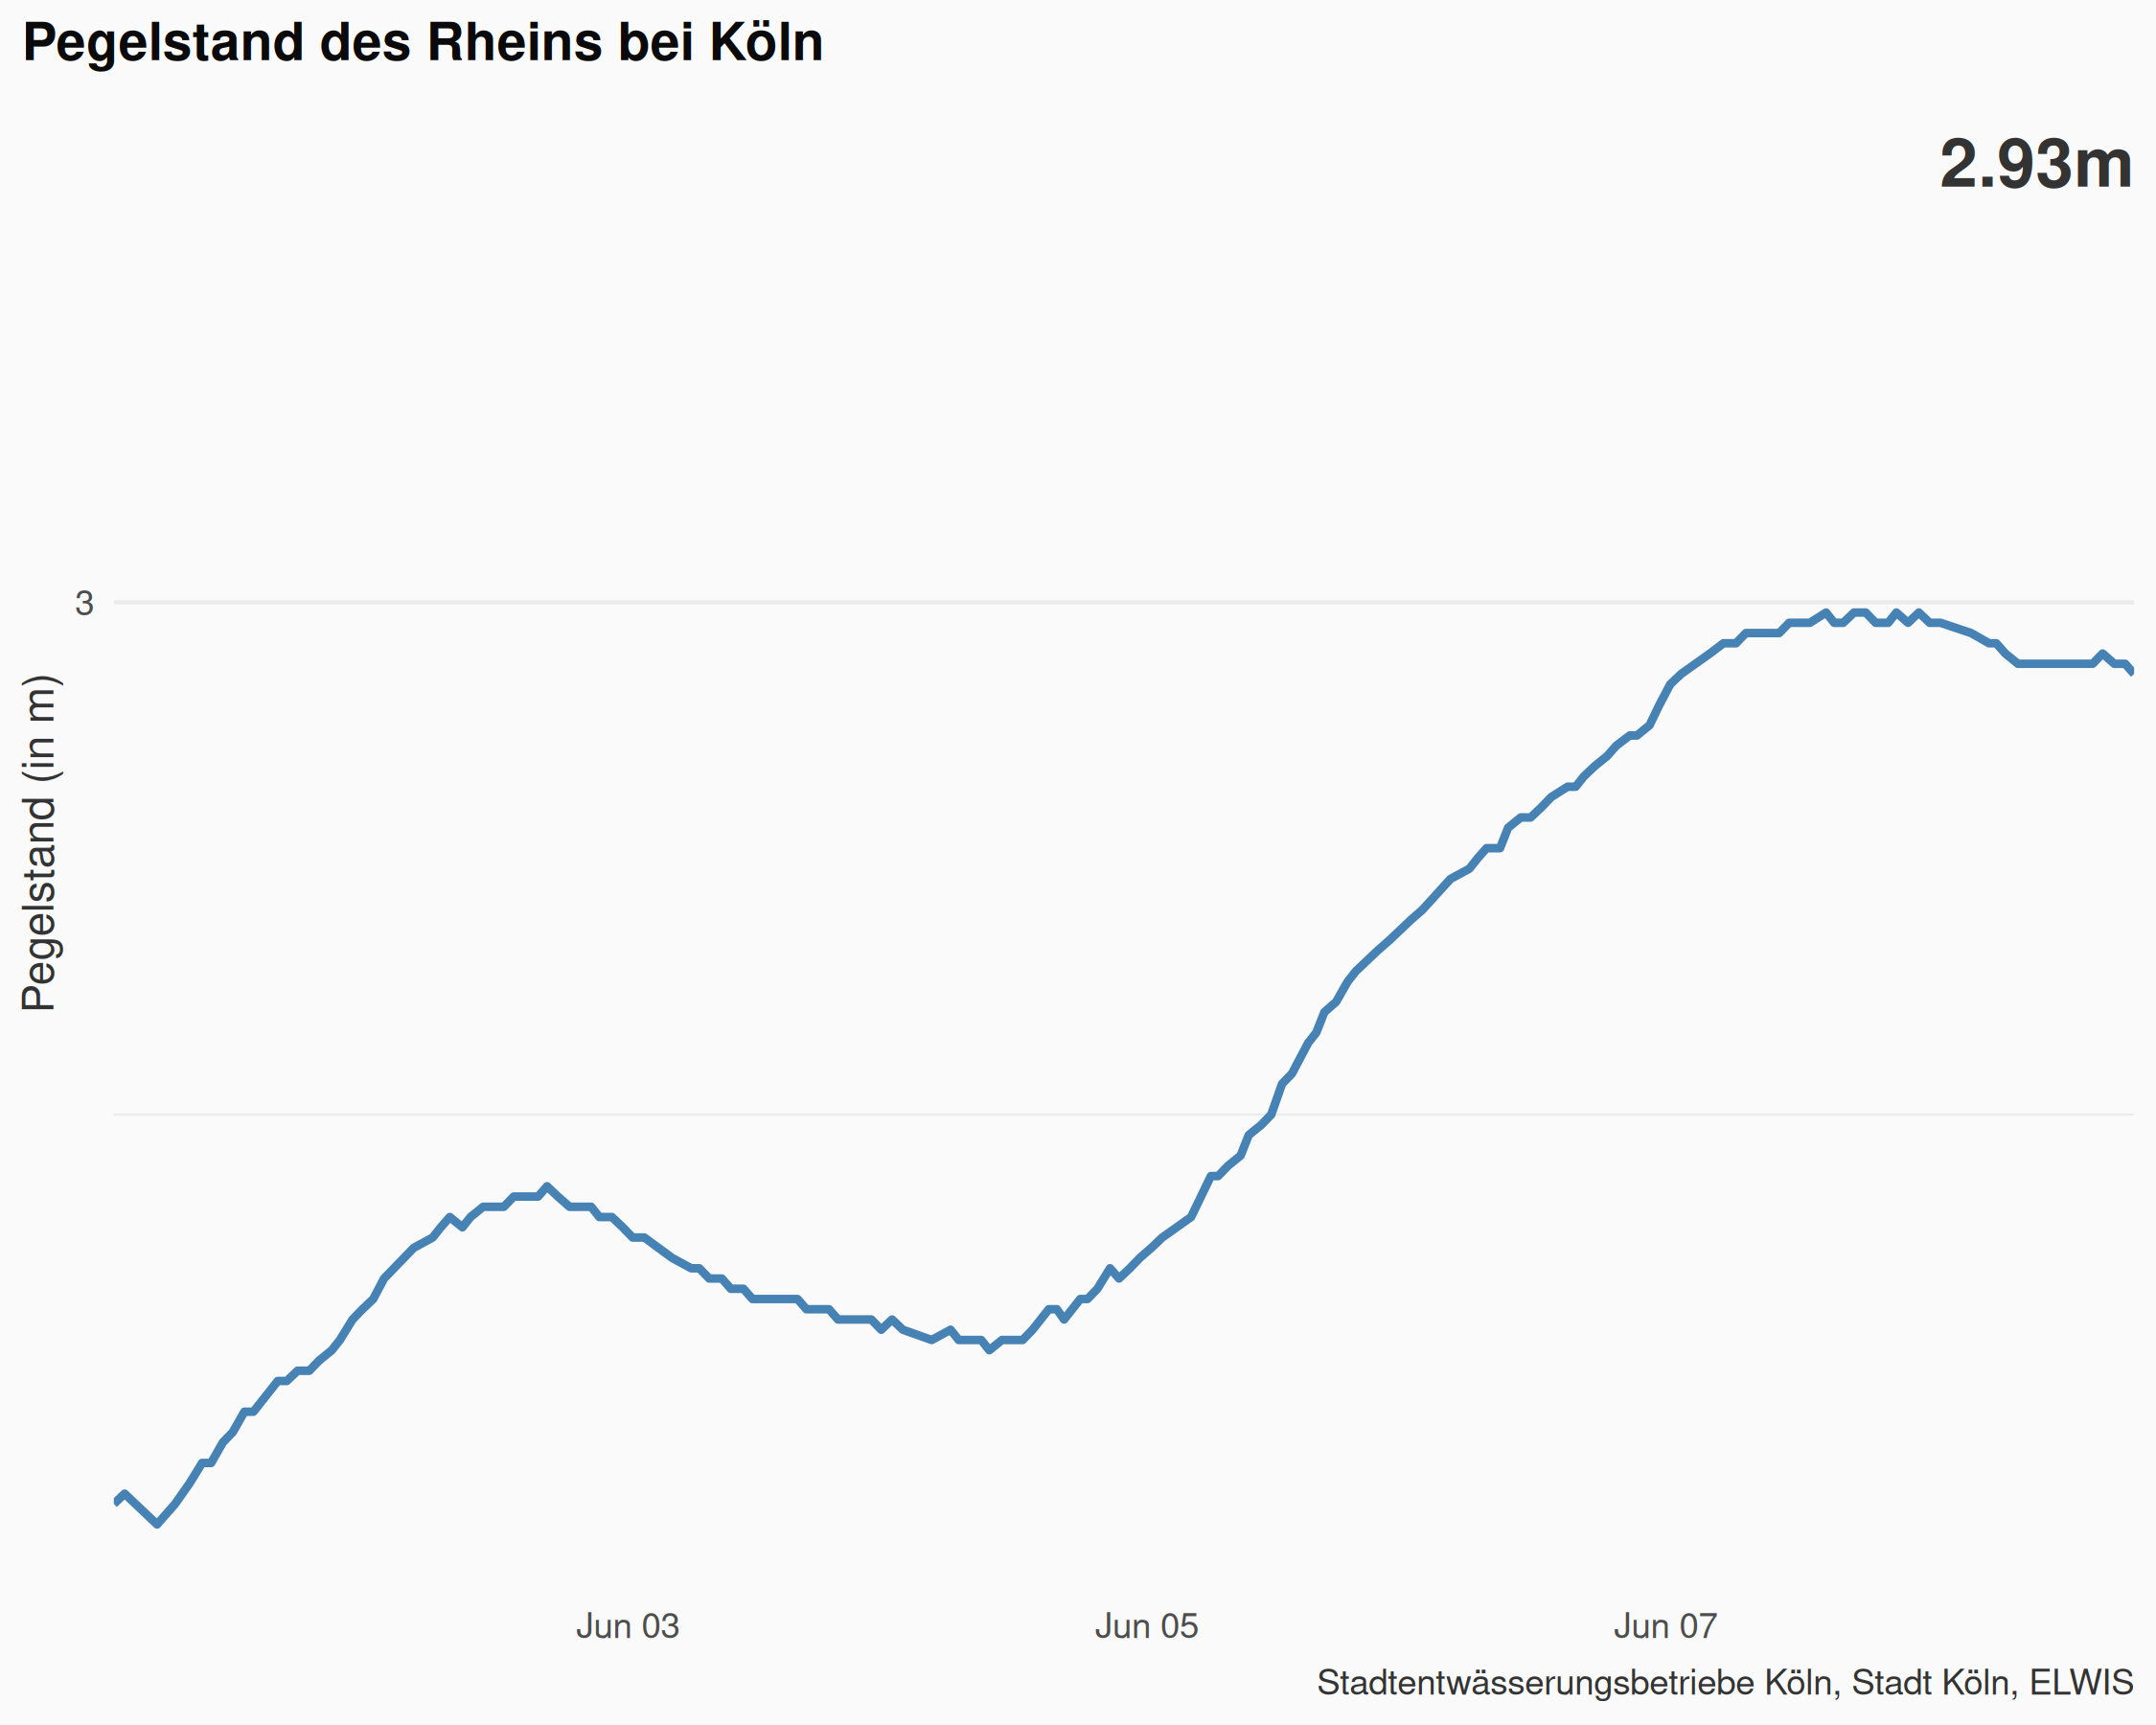 Pegelstand des Rheins bei Köln
2.93m
3
Pegelstand (in m)
Jun 03
Jun 05
Jun 07
Stadtentwässerungsbetriebe Köln, Stadt Köln, ELWIS